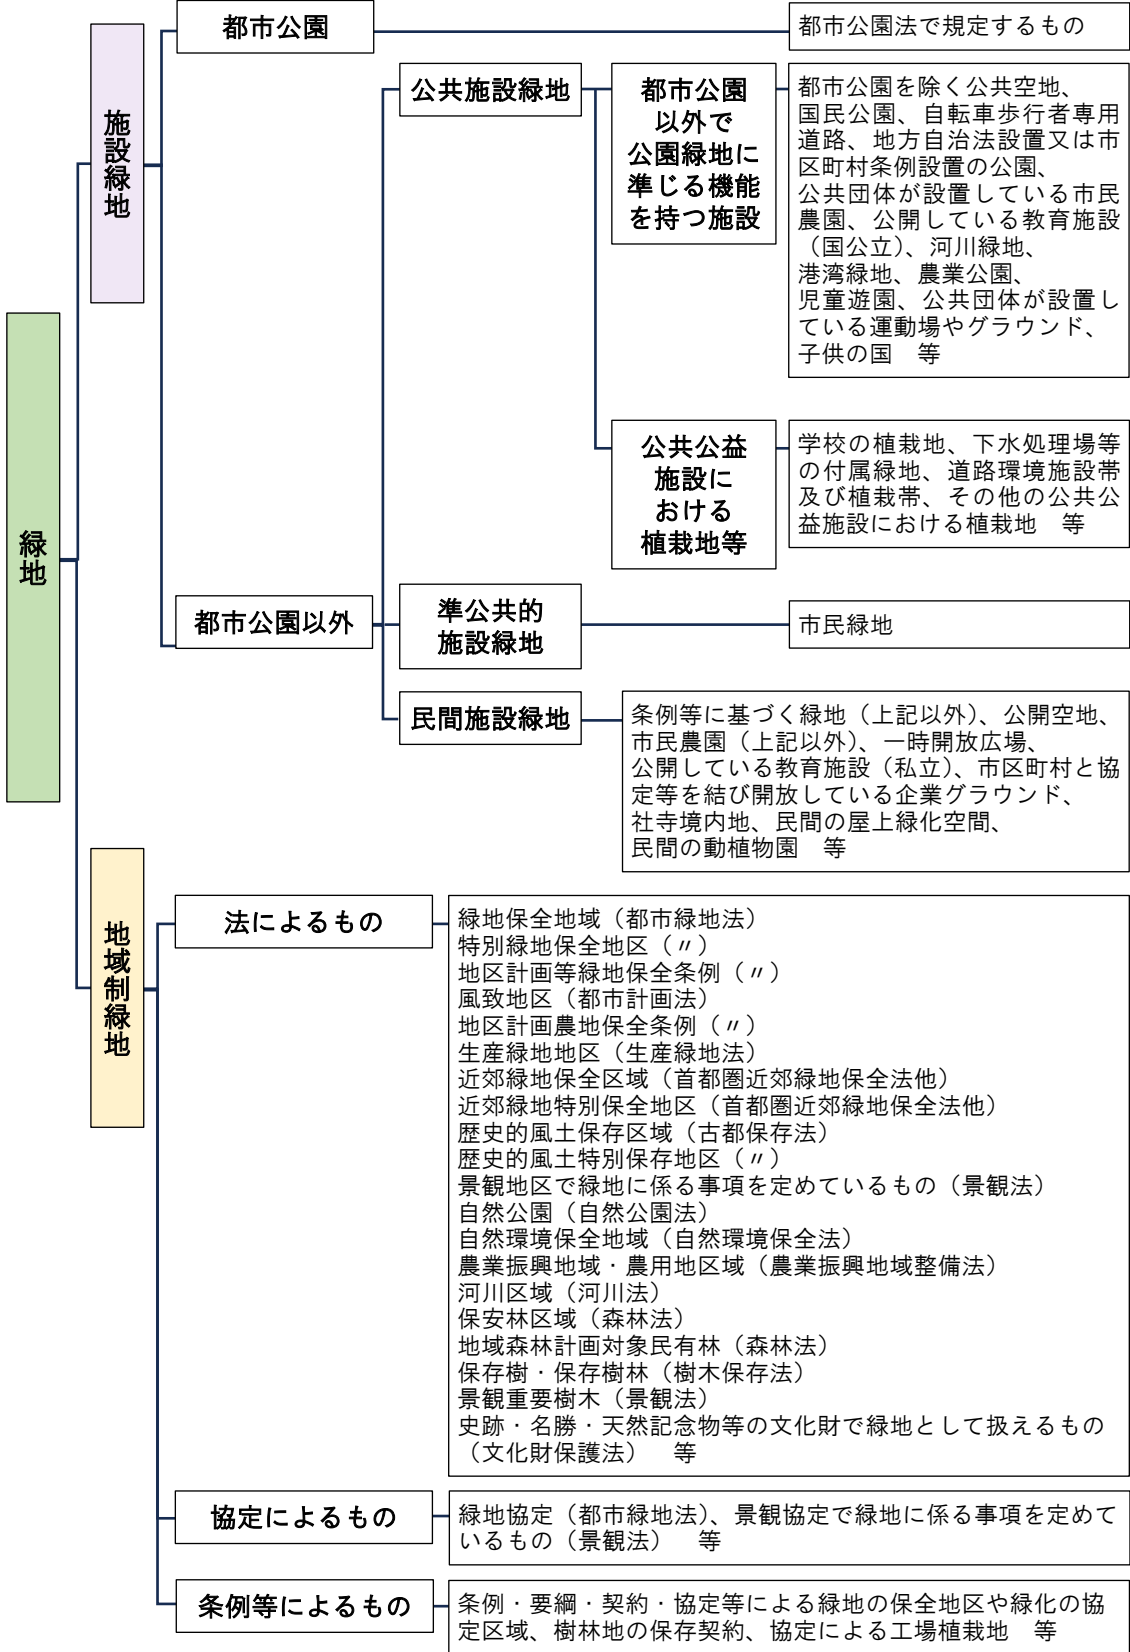 緑地
施設緑地
都市公園
都市公園法で規定するもの
都市公園以外
公共施設緑地
都市公園
以外で
公園緑地に
準じる機能
を持つ施設
都市公園を除く公共空地、
国民公園、自転車歩行者専用
道路、地方自治法設置又は市
区町村条例設置の公園、
公共団体が設置している市民
農園、公開している教育施設
（国公立）、河川緑地、
港湾緑地、農業公園、
児童遊園、公共団体が設置し
ている運動場やグラウンド、
子供の国　等
公共公益
施設に
おける
植栽地等
学校の植栽地、下水処理場等
の付属緑地、道路環境施設帯
及び植栽帯、その他の公共公
益施設における植栽地　等
準公共的
施設緑地
市民緑地
民間施設緑地
条例等に基づく緑地（上記以外）、公開空地、
市民農園（上記以外）、一時開放広場、
公開している教育施設（私立）、市区町村と協
定等を結び開放している企業グラウンド、
社寺境内地、民間の屋上緑化空間、
民間の動植物園　等
地域制緑地
法によるもの
緑地保全地域（都市緑地法）
特別緑地保全地区（〃）
地区計画等緑地保全条例（〃）
風致地区（都市計画法）
地区計画農地保全条例（〃）
生産緑地地区（生産緑地法）
近郊緑地保全区域（首都圏近郊緑地保全法他）
近郊緑地特別保全地区（首都圏近郊緑地保全法他）
歴史的風土保存区域（古都保存法）
歴史的風土特別保存地区（〃）
景観地区で緑地に係る事項を定めているもの（景観法）
自然公園（自然公園法）
自然環境保全地域（自然環境保全法）
農業振興地域・農用地区域（農業振興地域整備法）
河川区域（河川法）
保安林区域（森林法）
地域森林計画対象民有林（森林法）
保存樹・保存樹林（樹木保存法）
景観重要樹木（景観法）
史跡・名勝・天然記念物等の文化財で緑地として扱えるもの
（文化財保護法）　等
協定によるもの
緑地協定（都市緑地法）、景観協定で緑地に係る事項を定めて
いるもの（景観法）　等
条例等によるもの
条例・要綱・契約・協定等による緑地の保全地区や緑化の協
定区域、樹林地の保存契約、協定による工場植栽地　等